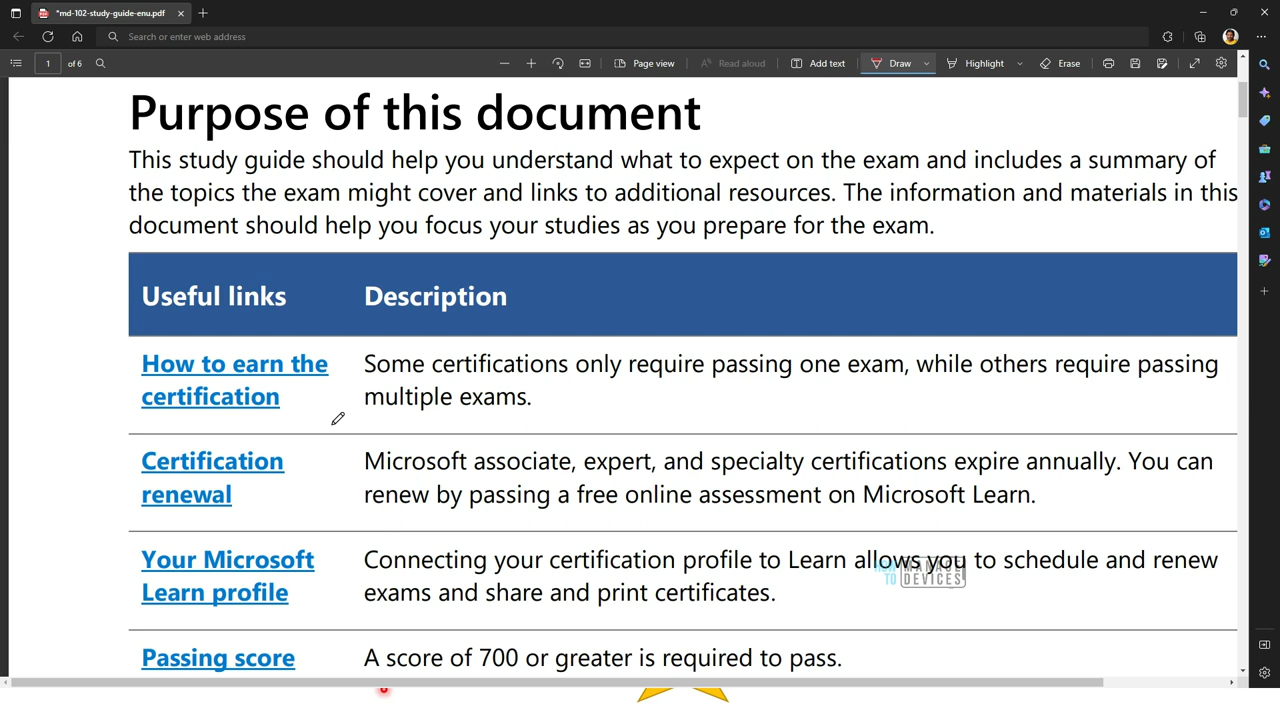 *md-102-study-guide-enu.pdf
Search or enter web address
1 of 6
Page view
Read aloud
Add text
Draw
Highlight
Erase
Purpose of this document
This study guide should help you understand what to expect on the exam and includes a summary of
the topics the exam might cover and links to additional resources. The information and materials in this
document should help you focus your studies as you prepare for the exam.
Useful links Description
How to earn the Some certifications only require passing one exam, while others require passing
certification multiple exams.
Certification Microsoft associate, expert, and specialty certifications expire annually. You can
renewal renew by passing a free online assessment on Microsoft Learn.
Your Microsoft Connecting your certification profile to Learn allows you to schedule and renew
Learn profile exams and share and print certificates.
HOW TO MANAGE DEVICES
Passing score A score of 700 or greater is required to pass.